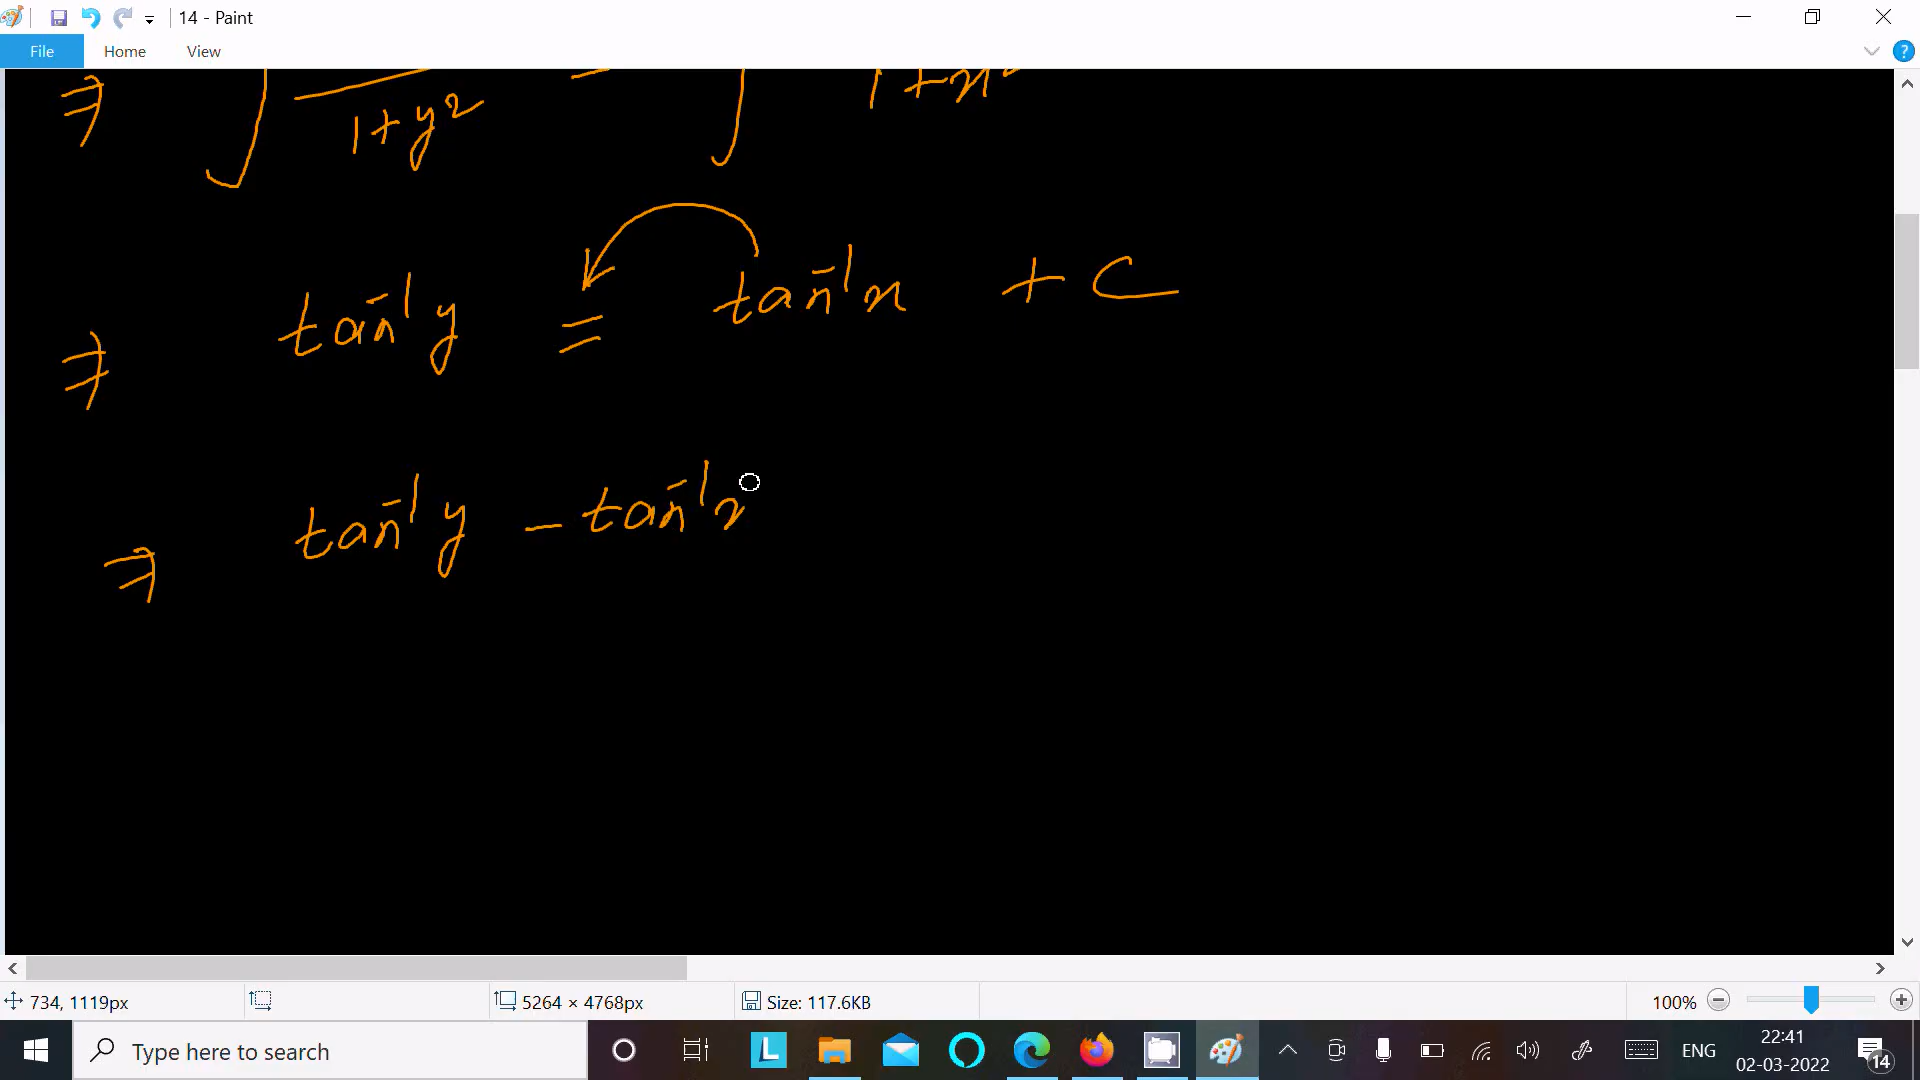 14 - Paint
File Home View
⇒ ∫ 1+y² = ∫ 1+x²
⇒ tan⁻¹y = tan⁻¹x + C
⇒ tan⁻¹y - tan⁻¹x
734, 1119px 5264 × 4768px Size: 117.6KB 100%
Type here to search L ENG 22:41
02-03-2022 14